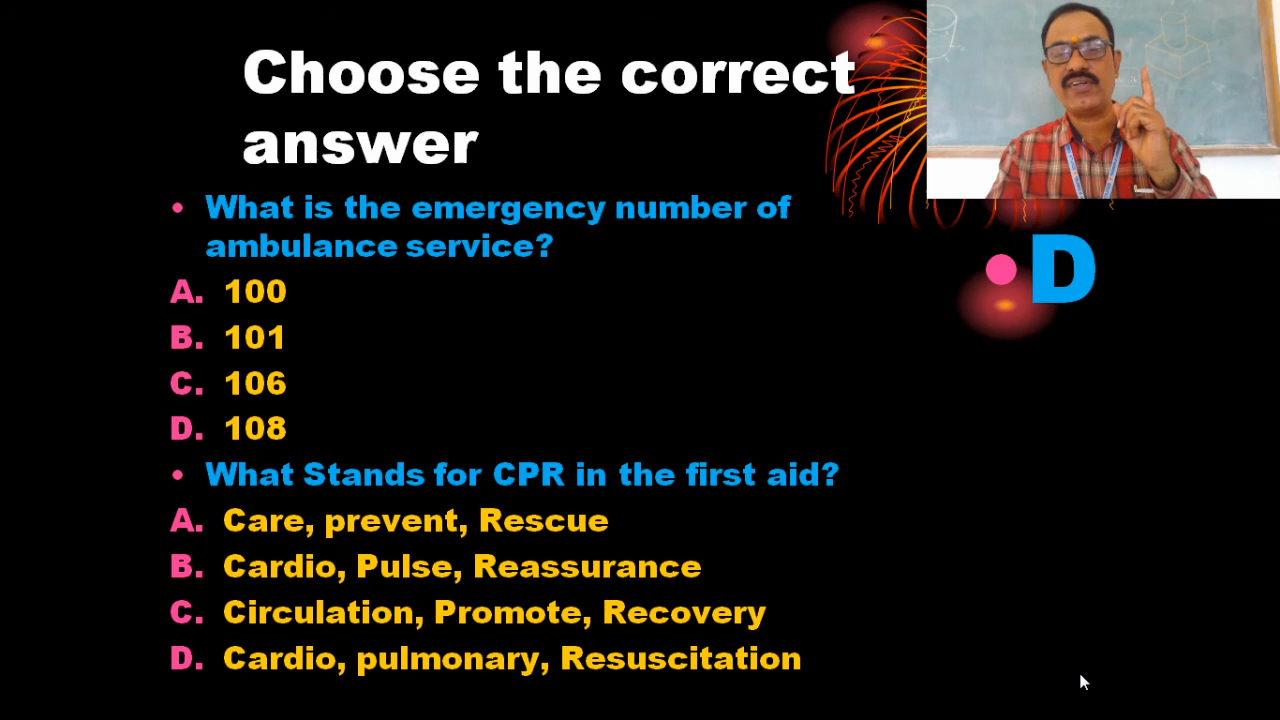 Choose the correct
answer
• What is the emergency number of
ambulance service?
A. 100
B. 101
C. 106
D. 108
• What Stands for CPR in the first aid?
A. Care, prevent, Rescue
B. Cardio, Pulse, Reassurance
C. Circulation, Promote, Recovery
D. Cardio, pulmonary, Resuscitation
• D